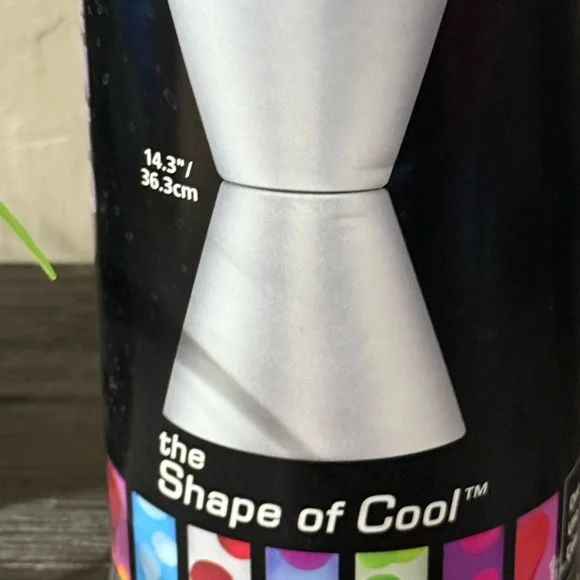 14.3"/
36.3cm
the
Shape of Cool™